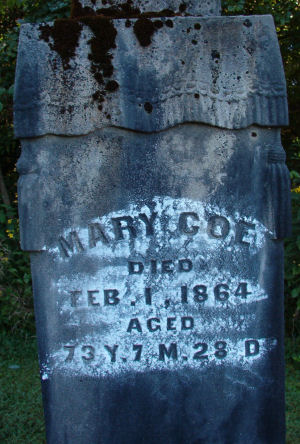 MARY COE
DIED
FEB. 1, 1864
AGED
73 Y. 7 M. 28 D